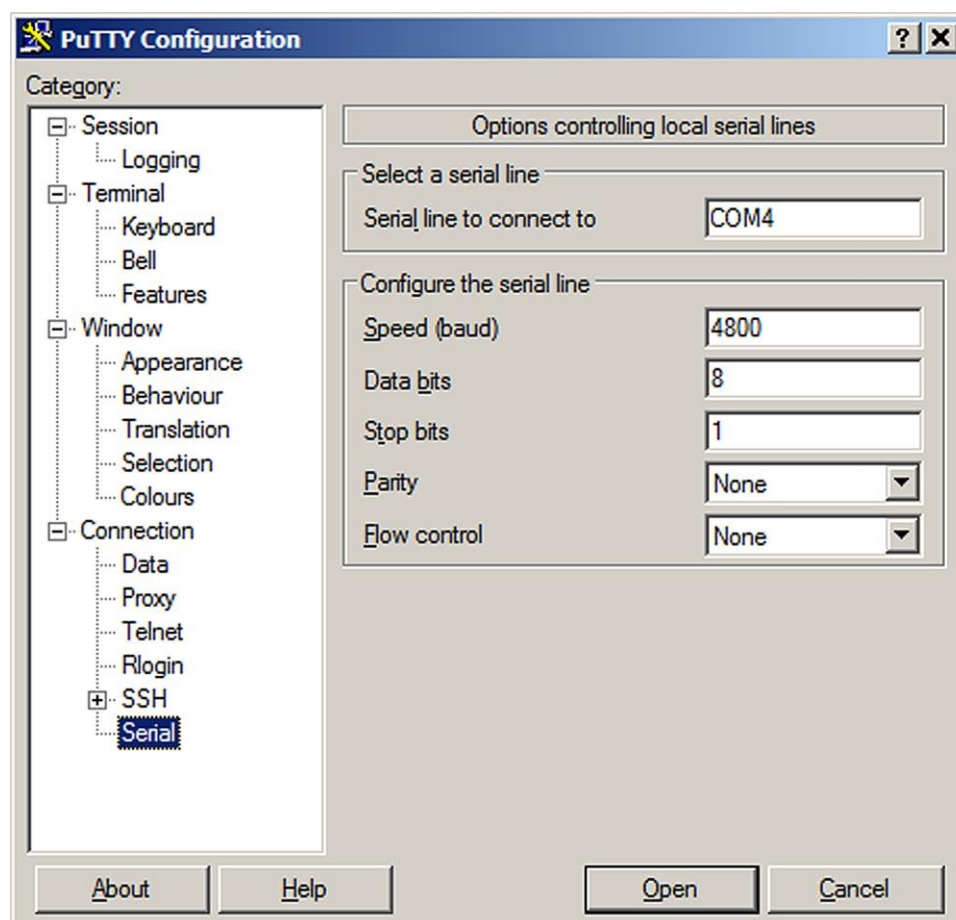 PuTTY Configuration
?
X
Category:
Session
Logging
Terminal
Keyboard
Bell
Features
Window
Appearance
Behaviour
Translation
Selection
Colours
Connection
Data
Proxy
Telnet
Rlogin
SSH
Serial
Options controlling local serial lines
Select a serial line
Serial line to connect to COM4
Configure the serial line
Speed (baud) 4800
Data bits 8
Stop bits 1
Parity None
Flow control None
About Help Open Cancel